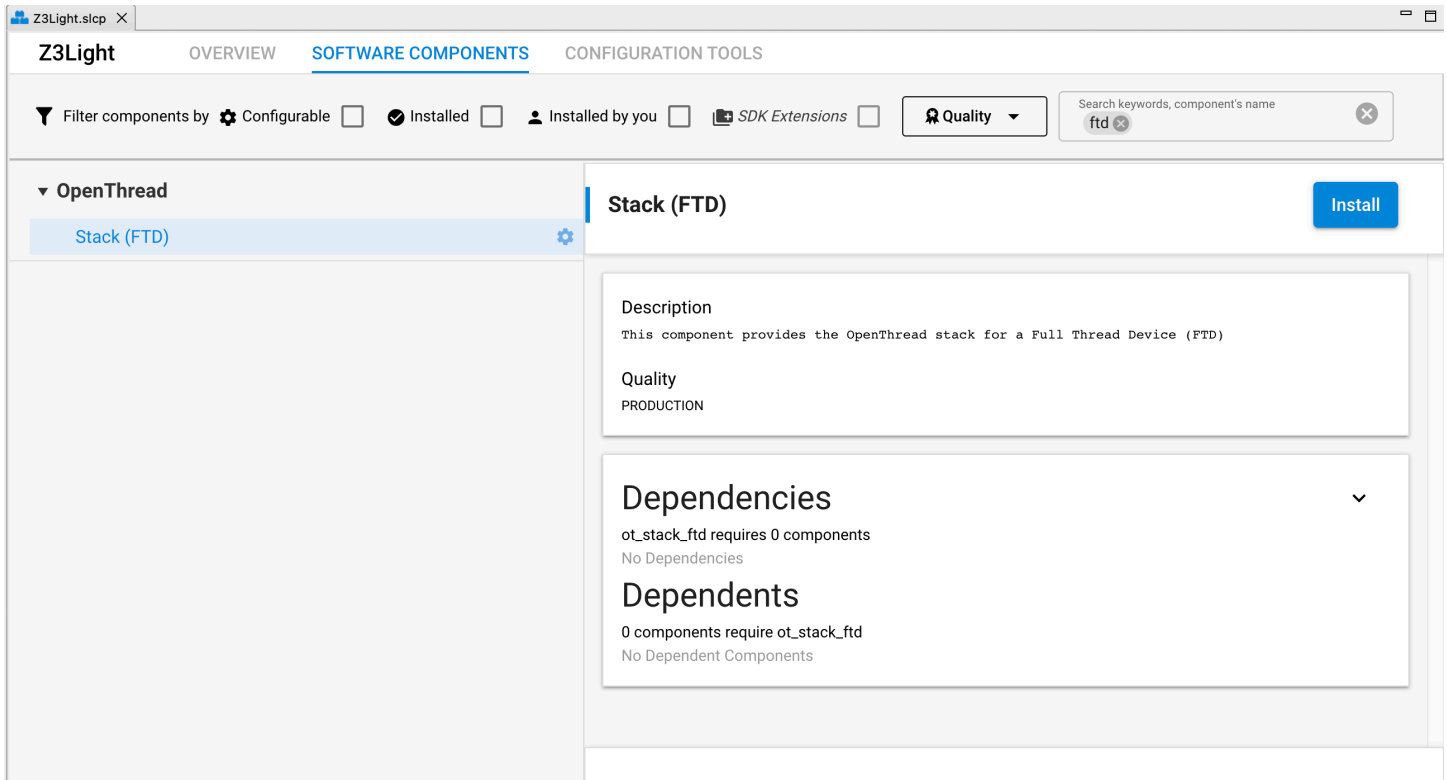 Z3Light.slcp
Z3Light OVERVIEW SOFTWARE COMPONENTS CONFIGURATION TOOLS
Filter components by Configurable Installed Installed by you SDK Extensions Quality
Search keywords, component's name
ftd
OpenThread
Stack (FTD)
Stack (FTD)
Install
Description
This component provides the OpenThread stack for a Full Thread Device (FTD)
Quality
PRODUCTION
Dependencies
ot_stack_ftd requires 0 components
No Dependencies
Dependents
0 components require ot_stack_ftd
No Dependent Components